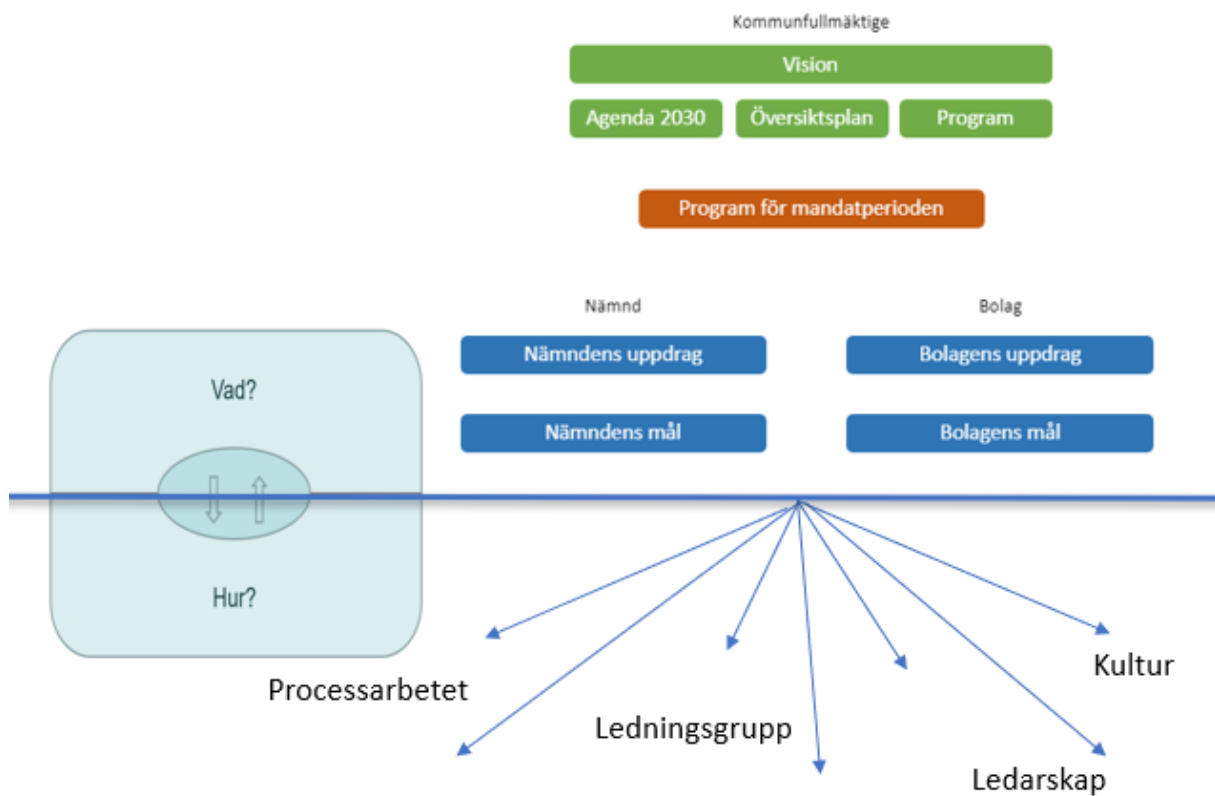 Kommunfullmäktige
Vision
Agenda 2030
Översiktsplan
Program
Program för mandatperioden
Nämnd
Bolag
Nämndens uppdrag
Bolagens uppdrag
Vad?
Nämndens mål
Bolagens mål
Hur?
Kultur
Processarbetet
Ledningsgrupp
Ledarskap